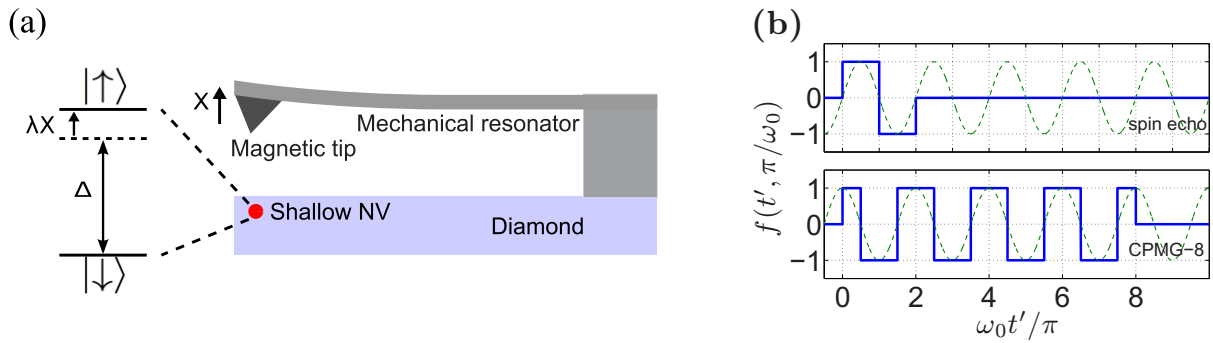 (a)
|↑⟩
λX
Δ
|↓⟩
X
Mechanical resonator
Magnetic tip
Shallow NV
Diamond
(b)
f(t′, π/ω₀)
1
0
−1
spin echo
1
0
−1
CPMG−8
0 2 4 6 8
ω₀t′/π